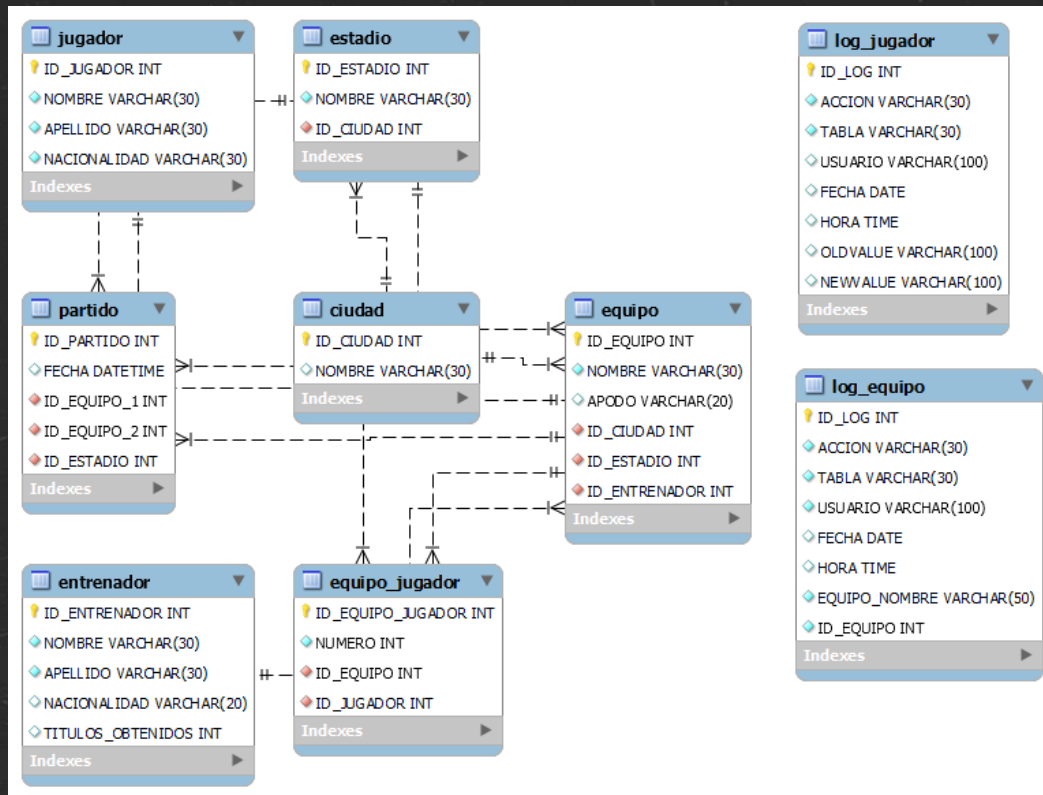 jugador
ID_JUGADOR INT
NOMBRE VARCHAR(30)
APELLIDO VARCHAR(30)
NACIONALIDAD VARCHAR(30)
Indexes
estadio
ID_ESTADIO INT
NOMBRE VARCHAR(30)
ID_CIUDAD INT
Indexes
log_jugador
ID_LOG INT
ACCION VARCHAR(30)
TABLA VARCHAR(30)
USUARIO VARCHAR(100)
FECHA DATE
HORA TIME
OLDVALUE VARCHAR(100)
NEWVALUE VARCHAR(100)
Indexes
partido
ID_PARTIDO INT
FECHA DATETIME
ID_EQUIPO_1 INT
ID_EQUIPO_2 INT
ID_ESTADIO INT
Indexes
ciudad
ID_CIUDAD INT
NOMBRE VARCHAR(30)
Indexes
equipo
ID_EQUIPO INT
NOMBRE VARCHAR(30)
APODO VARCHAR(20)
ID_CIUDAD INT
ID_ESTADIO INT
ID_ENTRENADOR INT
Indexes
log_equipo
ID_LOG INT
ACCION VARCHAR(30)
TABLA VARCHAR(30)
USUARIO VARCHAR(100)
FECHA DATE
HORA TIME
EQUIPO_NOMBRE VARCHAR(50)
ID_EQUIPO INT
Indexes
entrenador
ID_ENTRENADOR INT
NOMBRE VARCHAR(30)
APELLIDO VARCHAR(30)
NACIONALIDAD VARCHAR(20)
TITULOS_OBTENIDOS INT
Indexes
equipo_jugador
ID_EQUIPO_JUGADOR INT
NUMERO INT
ID_EQUIPO INT
ID_JUGADOR INT
Indexes